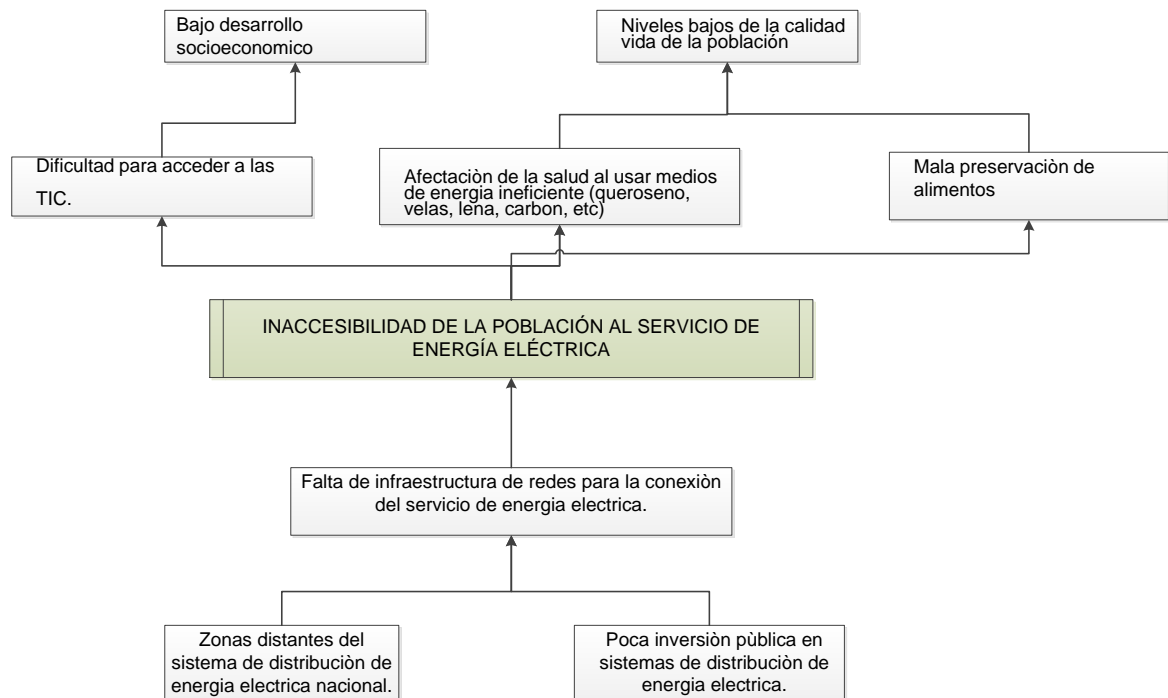 Bajo desarrollo
socioeconomico
Niveles bajos de la calidad
vida de la población
Dificultad para acceder a las
TIC.
Afectaciòn de la salud al usar medios
de energia ineficiente (queroseno,
velas, lena, carbon, etc)
Mala preservaciòn de
alimentos
INACCESIBILIDAD DE LA POBLACIÓN AL SERVICIO DE
ENERGÍA ELÉCTRICA
Falta de infraestructura de redes para la conexiòn
del servicio de energia electrica.
Zonas distantes del
sistema de distribuciòn de
energia electrica nacional.
Poca inversiòn pùblica en
sistemas de distribuciòn de
energia electrica.